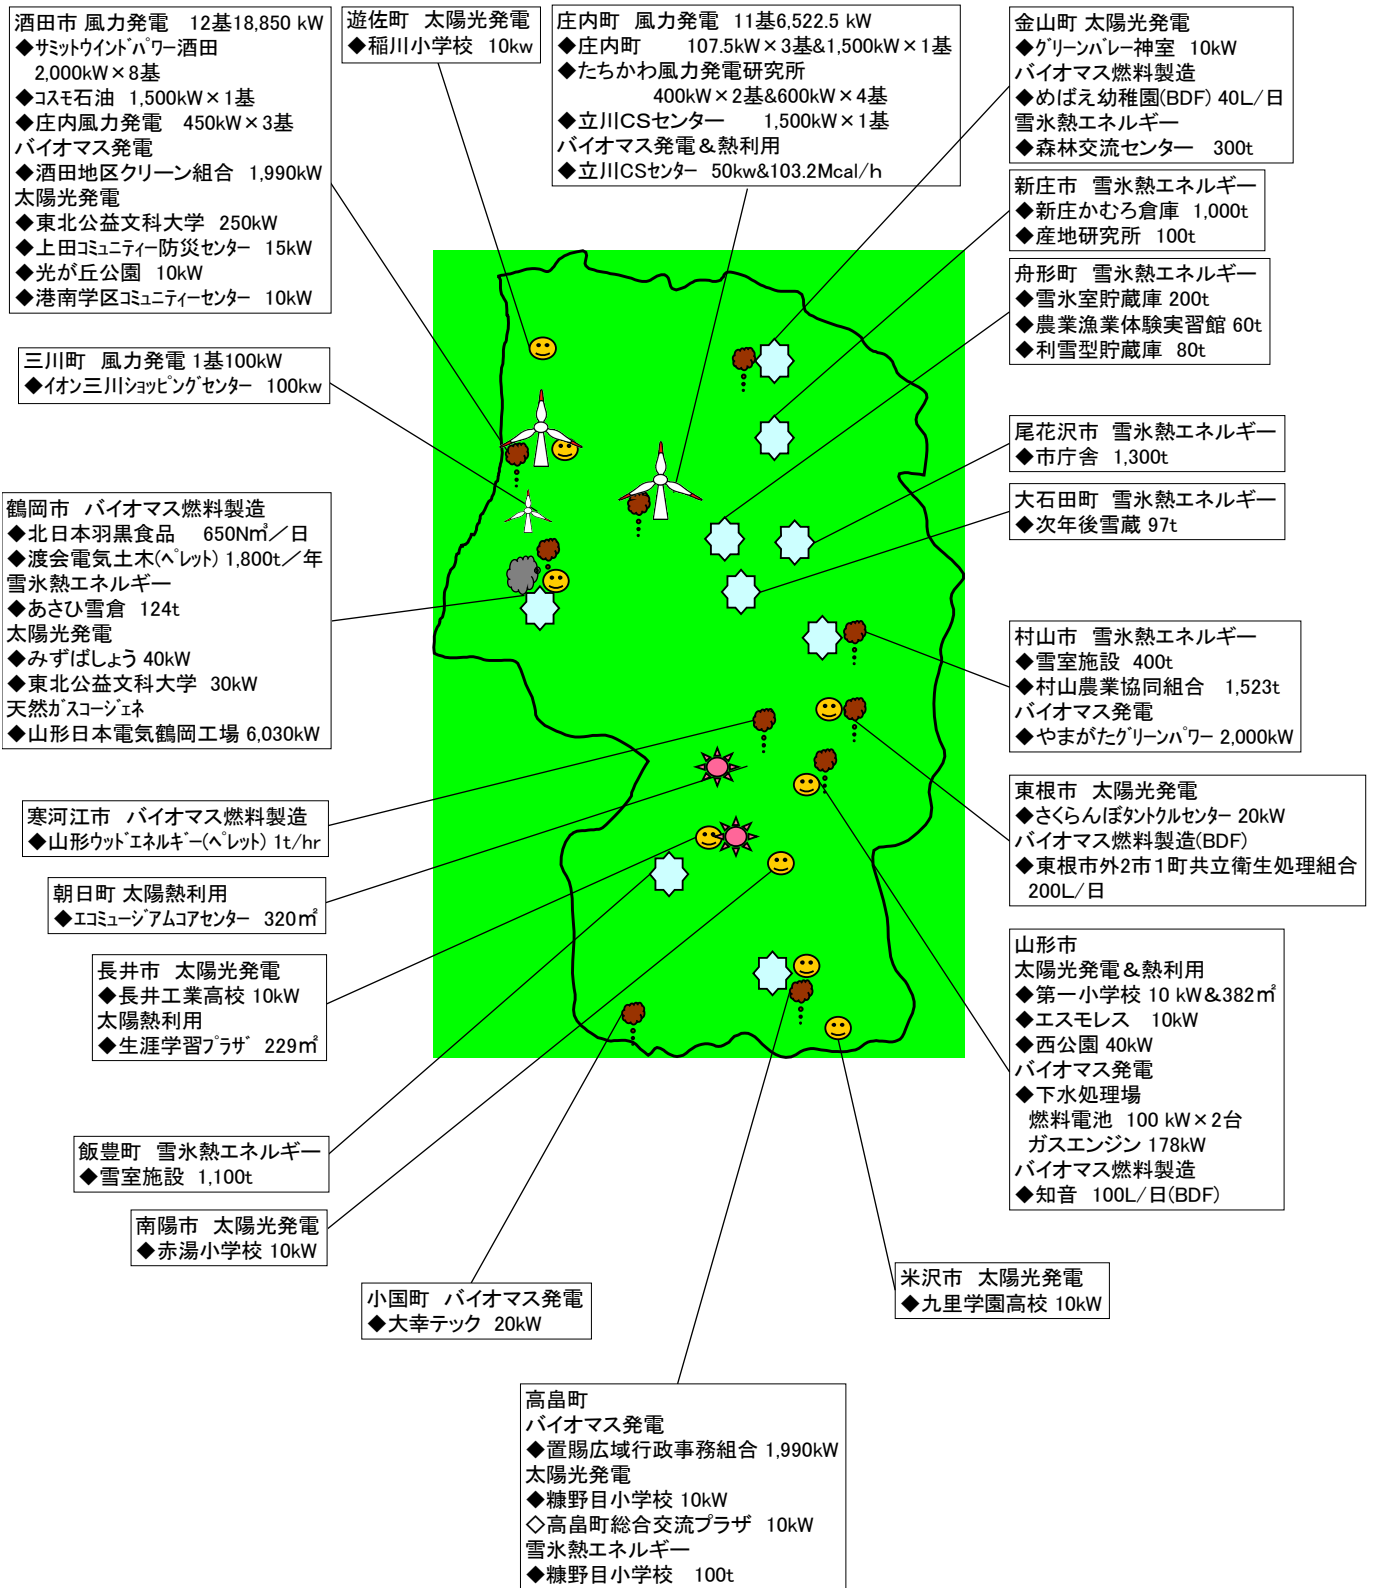 酒田市 風力発電　12基18,850 kW
◆ｻﾐｯﾄｳｲﾝﾄﾞﾊﾟﾜｰ酒田
2,000kW×8基
◆ｺｽﾓ石油 1,500kW×1基
◆庄内風力発電　450kW×3基
バイオマス発電
◆酒田地区クリーン組合 1,990kW
太陽光発電
◆東北公益文科大学 250kW
◆上田ｺﾐｭﾆﾃｨｰ防災センター 15kW
◆光が丘公園 10kW
◆港南学区ｺﾐｭﾆﾃｨｰセンター 10kW
遊佐町 太陽光発電
◆稲川小学校 10kw
庄内町 風力発電 11基6,522.5 kW
◆庄内町　107.5kW×3基&1,500kW×1基
◆たちかわ風力発電研究所
400kW×2基&600kW×4基
◆立川CSセンター　1,500kW×1基
バイオマス発電＆熱利用
◆立川CSｾﾝﾀｰ 50kw&103.2Mcal/h
金山町 太陽光発電
◆ｸﾞﾘｰﾝﾊﾞﾚｰ神室 10kW
バイオマス燃料製造
◆めばえ幼稚園(BDF) 40L/日
雪氷熱エネルギー
◆森林交流センター 300t
新庄市 雪氷熱エネルギー
◆新庄かむろ倉庫 1,000t
◆産地研究所 100t
舟形町 雪氷熱エネルギー
◆雪氷室貯蔵庫 200t
◆農業漁業体験実習館 60t
◆利雪型貯蔵庫 80t
三川町 風力発電 1基100kW
◆イオン三川ｼｮｯﾋﾟﾝｸﾞｾﾝﾀｰ 100kw
尾花沢市 雪氷熱エネルギー
◆市庁舎 1,300t
大石田町 雪氷熱エネルギー
◆次年後雪蔵 97t
鶴岡市 バイオマス燃料製造
◆北日本羽黒食品　650N㎥／日
◆渡会電気土木(ﾍﾟﾚｯﾄ) 1,800t／年
雪氷熱エネルギー
◆あさひ雪倉 124t
太陽光発電
◆みずばしょう 40kW
◆東北公益文科大学 30kW
天然ｶﾞｽｺｰｼﾞｪﾈ
◆山形日本電気鶴岡工場 6,030kW
村山市 雪氷熱エネルギー
◆雪室施設 400t
◆村山農業協同組合 1,523t
バイオマス発電
◆やまがたｸﾞﾘｰﾝﾊﾟﾜｰ 2,000kW
寒河江市 バイオマス燃料製造
◆山形ｳｯﾄﾞｴﾈﾙｷﾞｰ(ﾍﾟﾚｯﾄ) 1t/hr
東根市 太陽光発電
◆さくらんぼﾀﾝﾄｸﾙセンター 20kW
バイオマス燃料製造(BDF)
◆東根市外2市1町共立衛生処理組合
200L/日
朝日町 太陽熱利用
◆ｴｺﾐｭｰｼﾞｱﾑｺｱｾﾝﾀｰ 320㎡
長井市 太陽光発電
◆長井工業高校 10kW
太陽熱利用
◆生涯学習ﾌﾟﾗｻﾞ 229㎡
山形市
太陽光発電＆熱利用
◆第一小学校 10 kW&382㎡
◆エスモレス 10kW
◆西公園 40kW
バイオマス発電
◆下水処理場
燃料電池 100 kW×2台
ガスエンジン 178kW
バイオマス燃料製造
◆知音 100L/日(BDF)
飯豊町 雪氷熱エネルギー
◆雪室施設 1,100t
南陽市 太陽光発電
◆赤湯小学校 10kW
小国町 バイオマス発電
◆大幸テック 20kW
米沢市 太陽光発電
◆九里学園高校 10kW
高畠町
バイオマス発電
◆置賜広域行政事務組合 1,990kW
太陽光発電
◆糠野目小学校 10kW
◇高畠町総合交流プラザ 10kW
雪氷熱エネルギー
◆糠野目小学校 100t